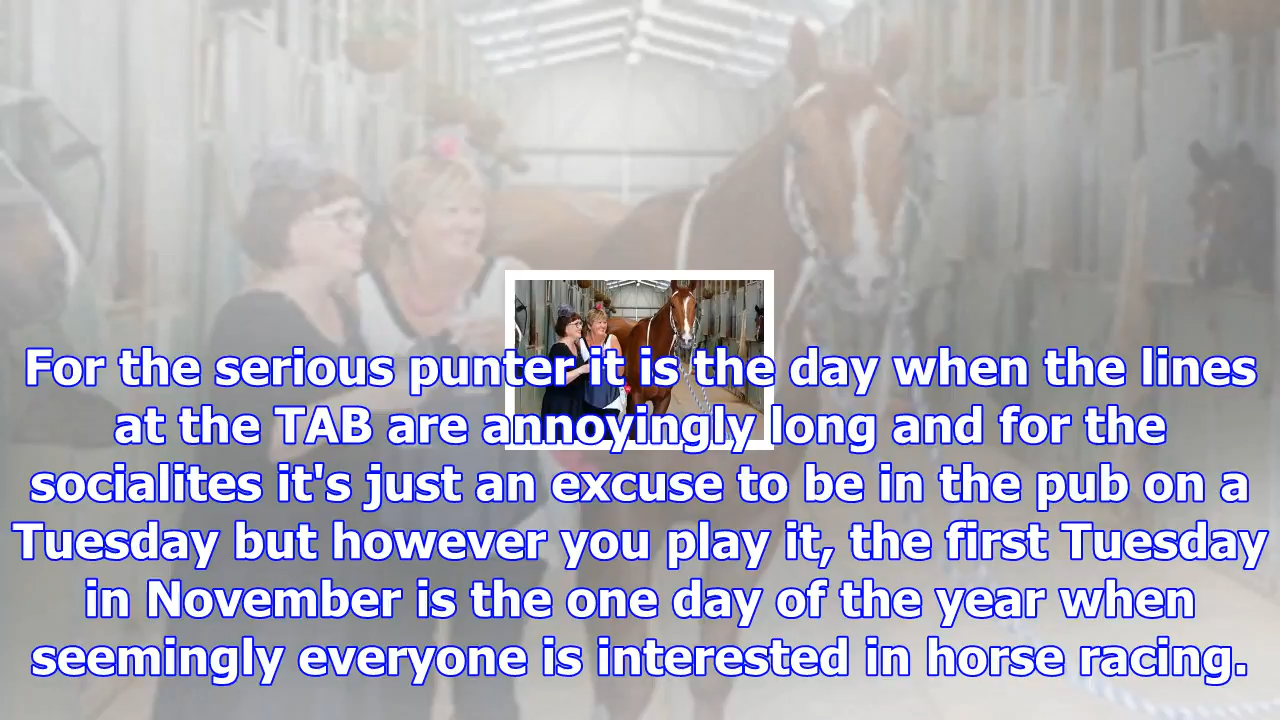 For the serious punter it is the day when the lines
at the TAB are annoyingly long and for the
socialites it's just an excuse to be in the pub on a
Tuesday but however you play it, the first Tuesday
in November is the one day of the year when
seemingly everyone is interested in horse racing.